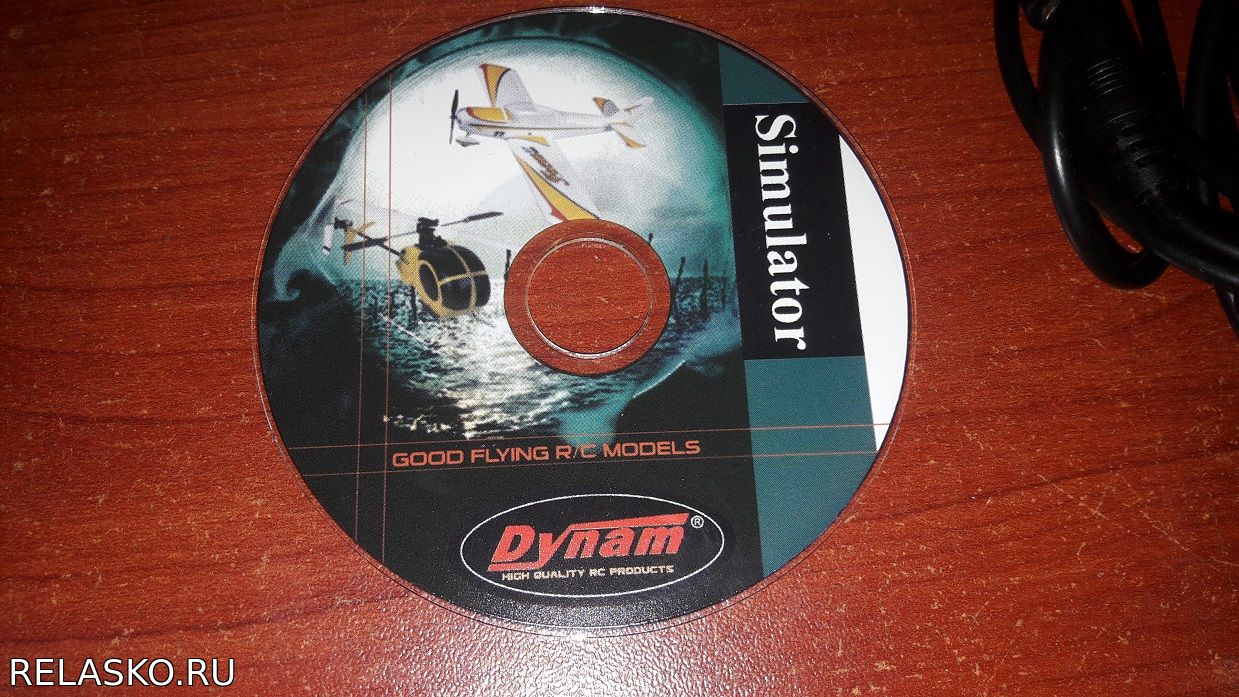 Simulator
GOOD FLYING R/C MODELS
Dynam®
HIGH QUALITY RC PRODUCTS
RELASKO.RU